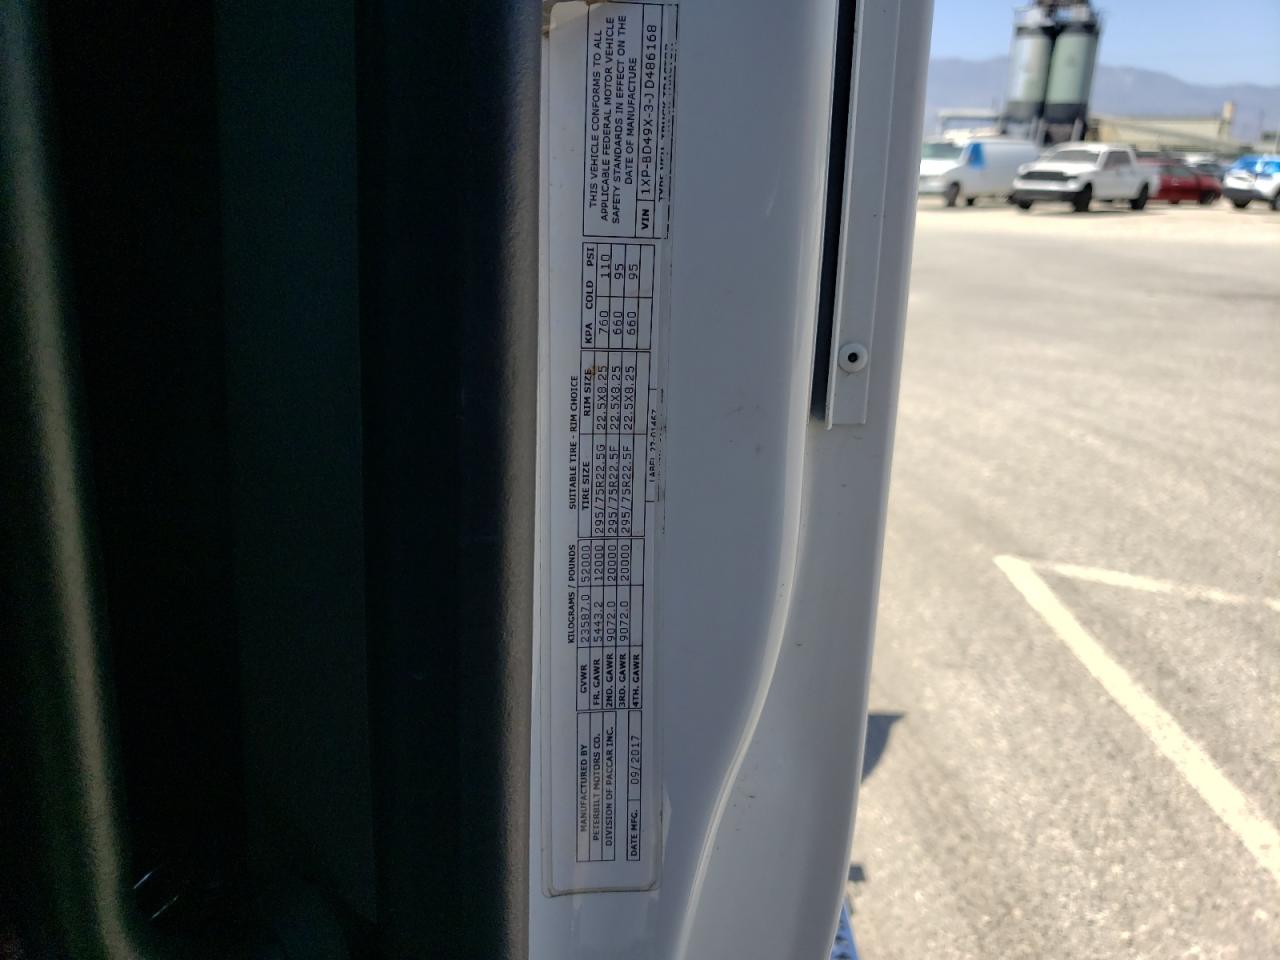 MANUFACTURED BY
PETERBILT MOTORS CO.
DIVISION OF PACCAR INC.
DATE MFG. 09/2017
KILOGRAMS / POUNDS
GVWR 23587.0 52000
FR. GAWR 5443.2 12000
2ND. GAWR 9072.0 20000
3RD. GAWR 9072.0 20000
4TH. GAWR
SUITABLE TIRE - RIM CHOICE
TIRE SIZE RIM SIZE KPA COLD PSI
295/75R22.5G 22.5X8.25 760 110
295/75R22.5F 22.5X8.25 660 95
295/75R22.5F 22.5X8.25 660 95
THIS VEHICLE CONFORMS TO ALL
APPLICABLE FEDERAL MOTOR VEHICLE
SAFETY STANDARDS IN EFFECT ON THE
DATE OF MANUFACTURE
VIN 1XP-BD49X-3-JD486168